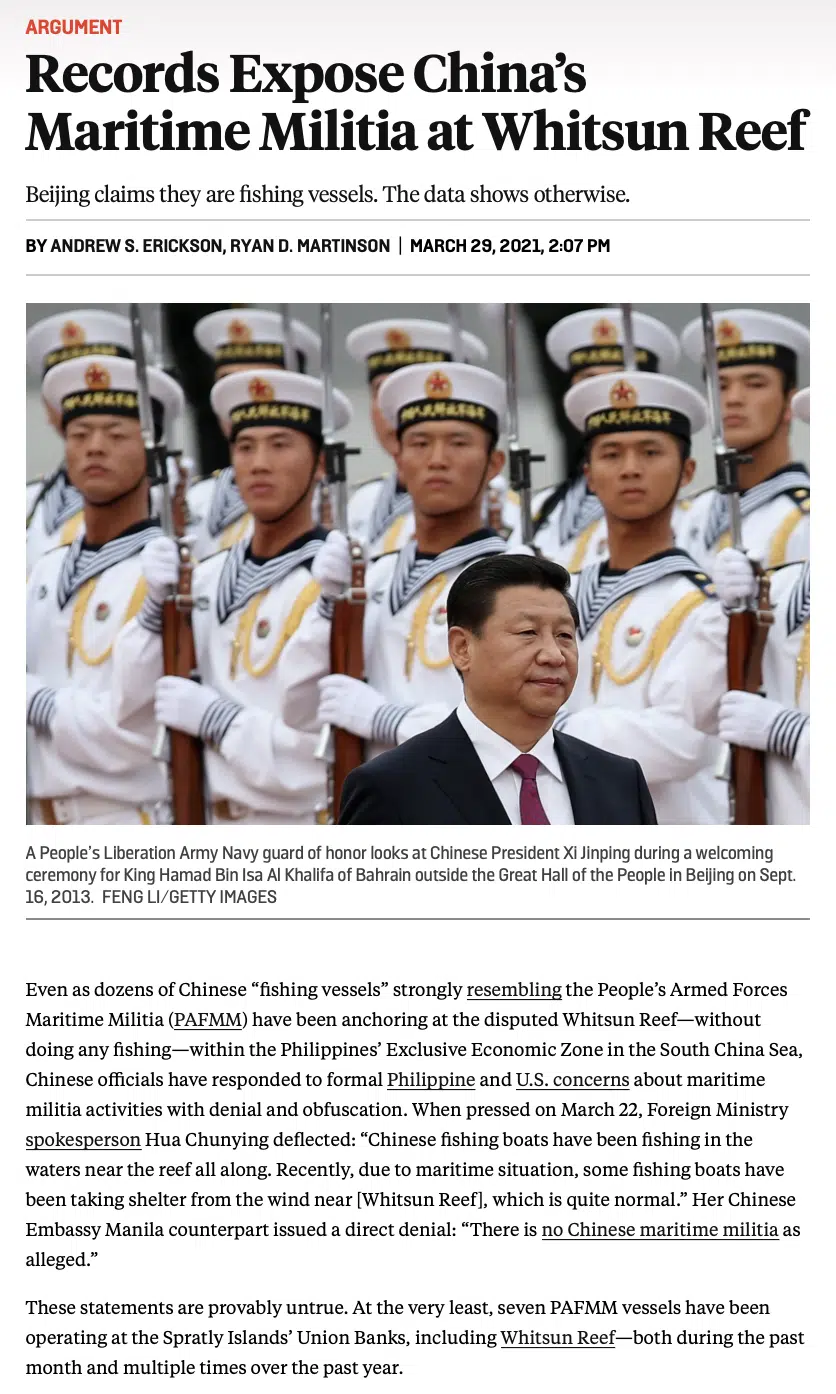 ARGUMENT
Records Expose China’s
Maritime Militia at Whitsun Reef
Beijing claims they are fishing vessels. The data shows otherwise.
BY ANDREW S. ERICKSON, RYAN D. MARTINSON | MARCH 29, 2021, 2:07 PM
A People’s Liberation Army Navy guard of honor looks at Chinese President Xi Jinping during a welcoming
ceremony for King Hamad Bin Isa Al Khalifa of Bahrain outside the Great Hall of the People in Beijing on Sept.
16, 2013. FENG LI/GETTY IMAGES
Even as dozens of Chinese “fishing vessels” strongly resembling the People’s Armed Forces
Maritime Militia (PAFMM) have been anchoring at the disputed Whitsun Reef—without
doing any fishing—within the Philippines’ Exclusive Economic Zone in the South China Sea,
Chinese officials have responded to formal Philippine and U.S. concerns about maritime
militia activities with denial and obfuscation. When pressed on March 22, Foreign Ministry
spokesperson Hua Chunying deflected: “Chinese fishing boats have been fishing in the
waters near the reef all along. Recently, due to maritime situation, some fishing boats have
been taking shelter from the wind near [Whitsun Reef], which is quite normal.” Her Chinese
Embassy Manila counterpart issued a direct denial: “There is no Chinese maritime militia as
alleged.”
These statements are provably untrue. At the very least, seven PAFMM vessels have been
operating at the Spratly Islands’ Union Banks, including Whitsun Reef—both during the past
month and multiple times over the past year.